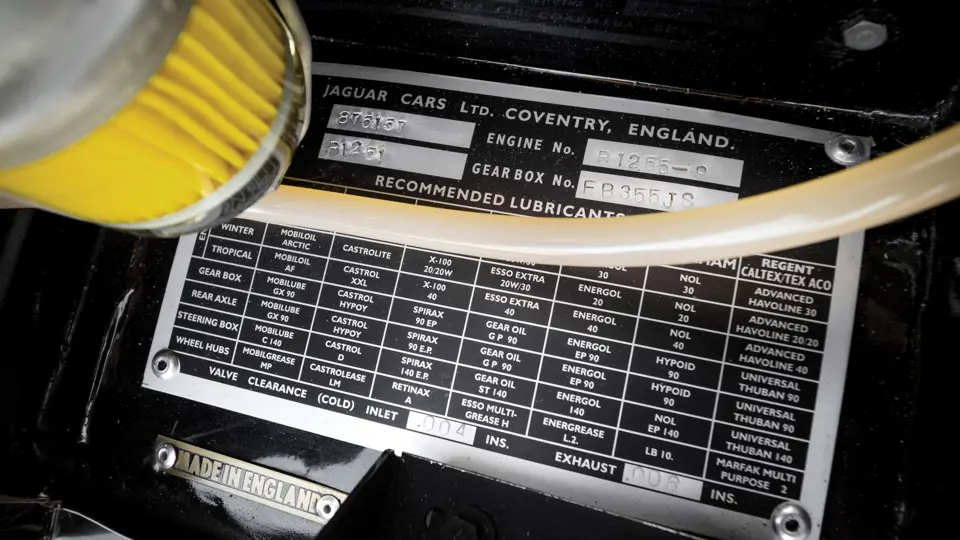 JAGUAR CARS LTD. COVENTRY, ENGLAND.
875157 ENGINE No. R1255-9
GEAR BOX No. FB355JS
RECOMMENDED LUBRICANTS
REGENT
CALTEX/TEX ACO
WINTER MOBILOIL ARCTIC CASTROLITE X-100 20/20W ESSO EXTRA 20W/30 ENERGOL 20 NOL 20 ADVANCED HAVOLINE 20/20
TROPICAL MOBILOIL AF CASTROL XXL X-100 40 ESSO EXTRA 40 ENERGOL 40 NOL 40 ADVANCED HAVOLINE 40
GEAR BOX MOBILUBE GX 90 CASTROL HYPOY SPIRAX 90 EP GEAR OIL G P 90 ENERGOL EP 90 HYPOID 90 UNIVERSAL THUBAN 90
REAR AXLE MOBILUBE GX 90 CASTROL HYPOY SPIRAX 90 E.P. GEAR OIL G P 90 ENERGOL EP 90 HYPOID 90 UNIVERSAL THUBAN 90
STEERING BOX MOBILUBE C 140 CASTROL D SPIRAX 140 E.P. GEAR OIL ST 140 ENERGOL 140 NOL EP 140 UNIVERSAL THUBAN 140
WHEEL HUBS MOBILGREASE MP CASTROLEASE LM RETINAX A ESSO MULTI-GREASE H ENERGREASE L.2. LB 10. MARFAK MULTI PURPOSE 2
30 NOL 30 ADVANCED HAVOLINE 30
VALVE CLEARANCE (COLD) INLET .004 INS. EXHAUST .006 INS.
MADE IN ENGLAND